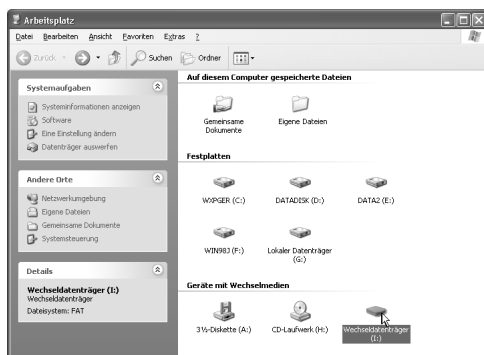 Arbeitsplatz
Datei Bearbeiten Ansicht Favoriten Extras ?
Zurück Suchen Ordner
Systemaufgaben
Systeminformationen anzeigen
Software
Eine Einstellung ändern
Datenträger auswerfen
Andere Orte
Netzwerkumgebung
Eigene Dateien
Gemeinsame Dokumente
Systemsteuerung
Details
Wechseldatenträger (I:)
Wechseldatenträger
Dateisystem: FAT
Auf diesem Computer gespeicherte Dateien
Gemeinsame Dokumente
Eigene Dateien
Festplatten
WXPGER (C:) DATADISK (D:) DATA2 (E:)
WIN98J (F:) Lokaler Datenträger (G:)
Geräte mit Wechselmedien
3½-Diskette (A:) CD-Laufwerk (H:) Wechseldatenträger (I:)